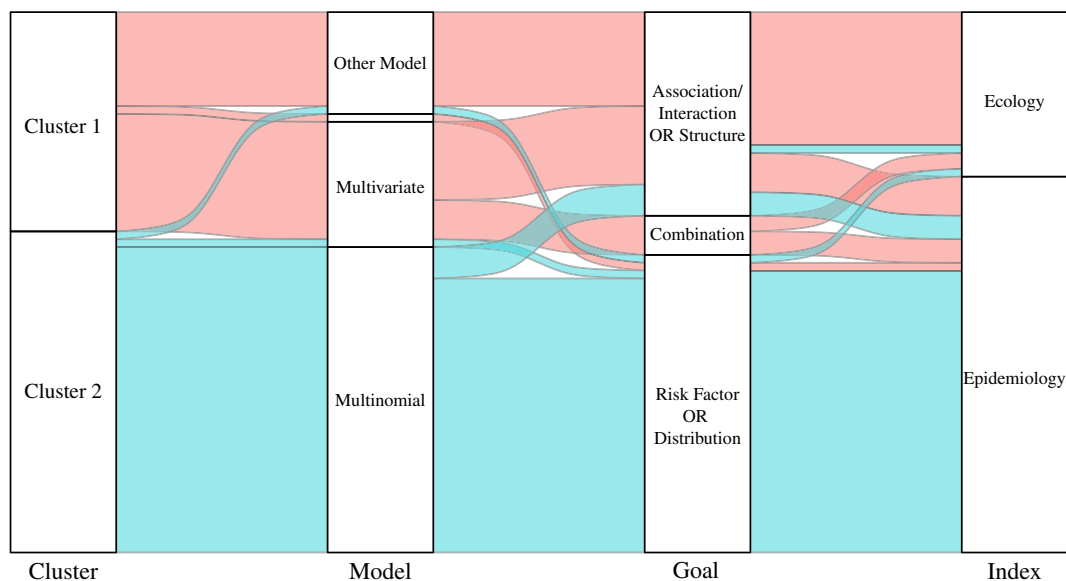 Cluster 1
Cluster 2
Other Model
Multivariate
Multinomial
Association/
Interaction
OR Structure
Combination
Risk Factor
OR
Distribution
Ecology
Epidemiology
Cluster
Model
Goal
Index